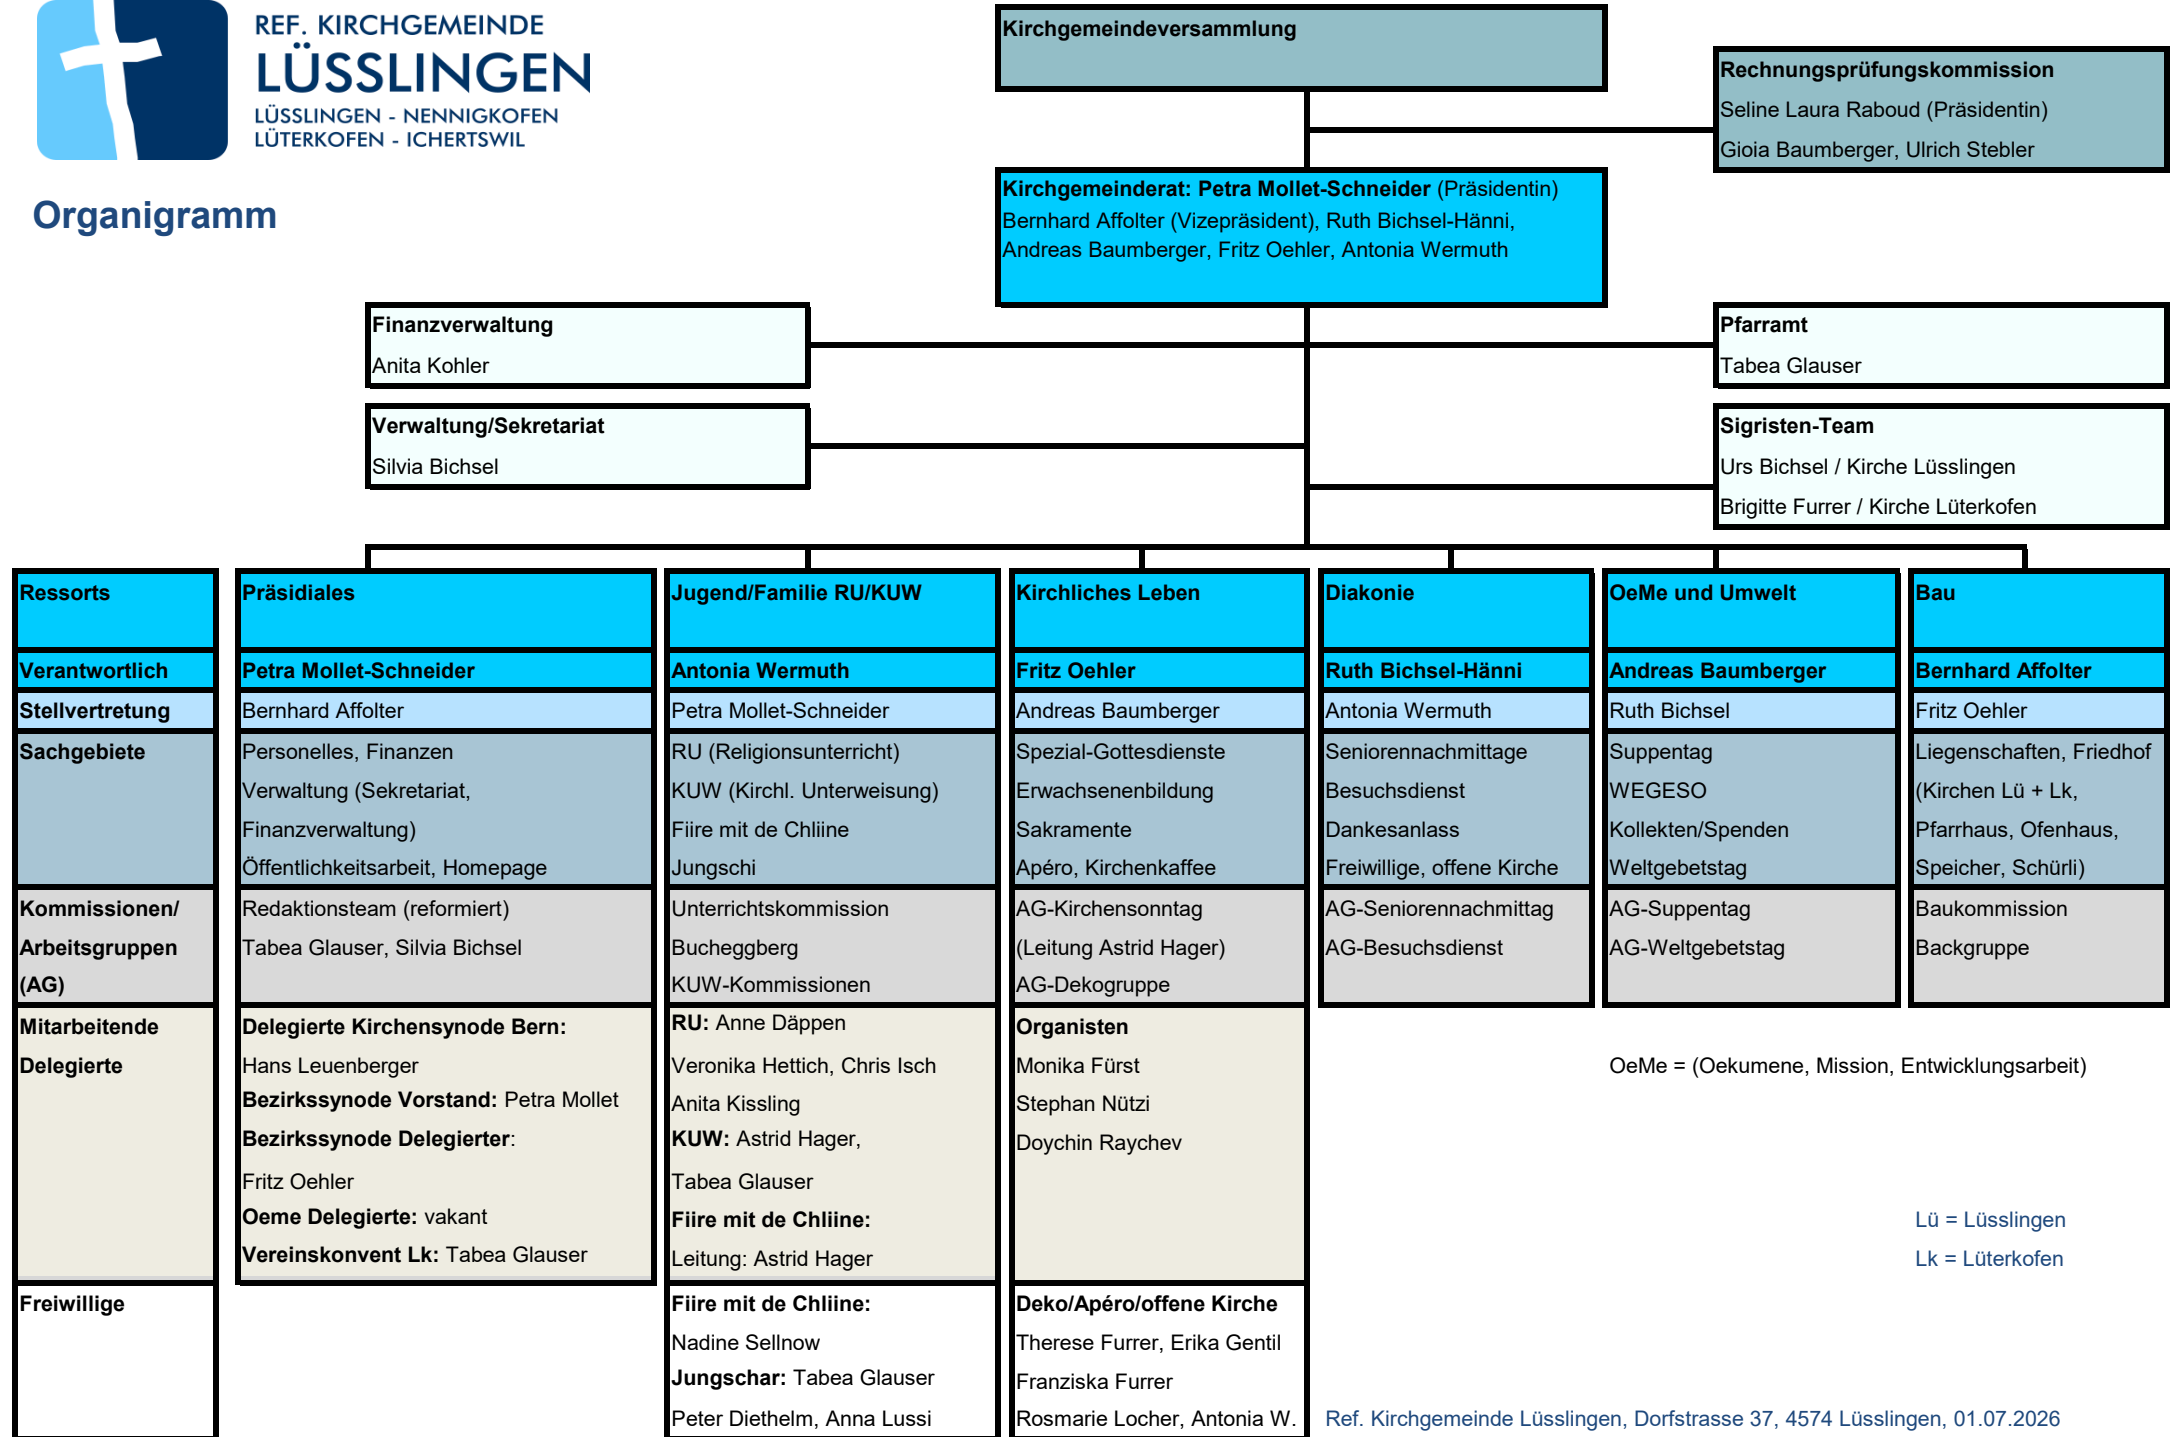 REF. KIRCHGEMEINDE
LÜSSLINGEN
LÜSSLINGEN - NENNIGKOFEN
LÜTERKOFEN - ICHERTSWIL
Organigramm
Kirchgemeindeversammlung
Rechnungsprüfungskommission
Seline Laura Raboud (Präsidentin)
Gioia Baumberger, Ulrich Stebler
Kirchgemeinderat: Petra Mollet-Schneider (Präsidentin)
Bernhard Affolter (Vizepräsident), Ruth Bichsel-Hänni,
Andreas Baumberger, Fritz Oehler, Antonia Wermuth
Finanzverwaltung
Anita Kohler
Pfarramt
Tabea Glauser
Verwaltung/Sekretariat
Silvia Bichsel
Sigristen-Team
Urs Bichsel / Kirche Lüsslingen
Brigitte Furrer / Kirche Lüterkofen
Ressorts
Verantwortlich
Stellvertretung
Sachgebiete
Kommissionen/
Arbeitsgruppen
(AG)
Mitarbeitende
Delegierte
Freiwillige
Präsidiales
Petra Mollet-Schneider
Bernhard Affolter
Personelles, Finanzen
Verwaltung (Sekretariat,
Finanzverwaltung)
Öffentlichkeitsarbeit, Homepage
Redaktionsteam (reformiert)
Tabea Glauser, Silvia Bichsel
Delegierte Kirchensynode Bern:
Hans Leuenberger
Bezirkssynode Vorstand: Petra Mollet
Bezirkssynode Delegierter:
Fritz Oehler
Oeme Delegierte: vakant
Vereinskonvent Lk: Tabea Glauser
Jugend/Familie RU/KUW
Antonia Wermuth
Petra Mollet-Schneider
RU (Religionsunterricht)
KUW (Kirchl. Unterweisung)
Fiire mit de Chliine
Jungschi
Unterrichtskommission
Bucheggberg
KUW-Kommissionen
RU: Anne Däppen
Veronika Hettich, Chris Isch
Anita Kissling
KUW: Astrid Hager,
Tabea Glauser
Fiire mit de Chliine:
Leitung: Astrid Hager
Fiire mit de Chliine:
Nadine Sellnow
Jungschar: Tabea Glauser
Peter Diethelm, Anna Lussi
Kirchliches Leben
Fritz Oehler
Andreas Baumberger
Spezial-Gottesdienste
Erwachsenenbildung
Sakramente
Apéro, Kirchenkaffee
AG-Kirchensonntag
(Leitung Astrid Hager)
AG-Dekogruppe
Organisten
Monika Fürst
Stephan Nützi
Doychin Raychev
Deko/Apéro/offene Kirche
Therese Furrer, Erika Gentil
Franziska Furrer
Rosmarie Locher, Antonia W.
Diakonie
Ruth Bichsel-Hänni
Antonia Wermuth
Seniorennachmittage
Besuchsdienst
Dankesanlass
Freiwillige, offene Kirche
AG-Seniorennachmittag
AG-Besuchsdienst
OeMe und Umwelt
Andreas Baumberger
Ruth Bichsel
Suppentag
WEGESO
Kollekten/Spenden
Weltgebetstag
AG-Suppentag
AG-Weltgebetstag
Bau
Bernhard Affolter
Fritz Oehler
Liegenschaften, Friedhof
(Kirchen Lü + Lk,
Pfarrhaus, Ofenhaus,
Speicher, Schürli)
Baukommission
Backgruppe
OeMe = (Oekumene, Mission, Entwicklungsarbeit)
Lü = Lüsslingen
Lk = Lüterkofen
Ref. Kirchgemeinde Lüsslingen, Dorfstrasse 37, 4574 Lüsslingen, 01.07.2026